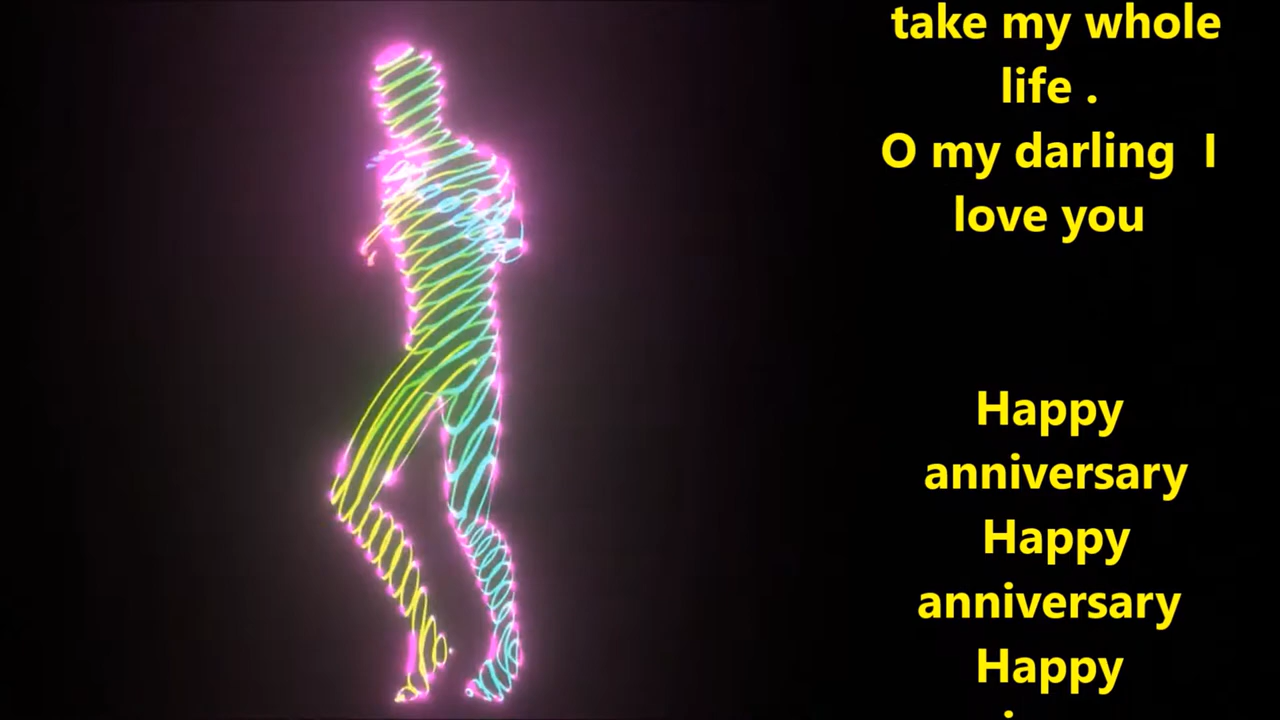 take my whole
life .
O my darling  I
love you
Happy
anniversary
Happy
anniversary
Happy